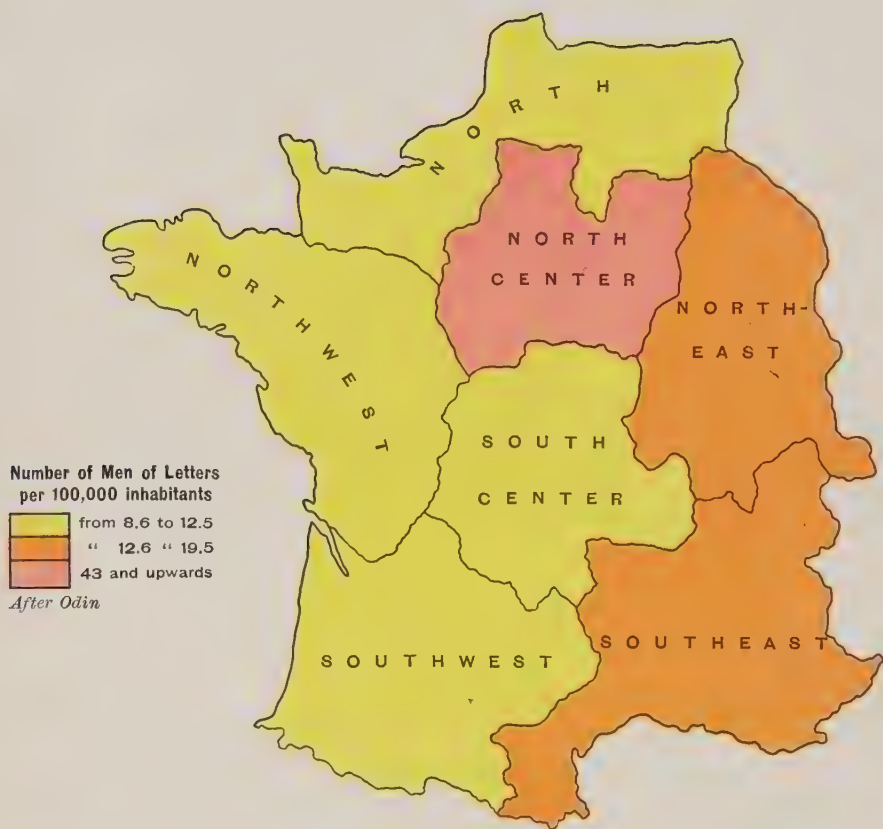 NORTH
NORTH
CENTER
NORTHWEST
NORTH-
EAST
SOUTH
CENTER
Number of Men of Letters
per 100,000 inhabitants
from 8.6 to 12.5
“ 12.6 “ 19.5
43 and upwards
After Odin
SOUTHEAST
SOUTHWEST